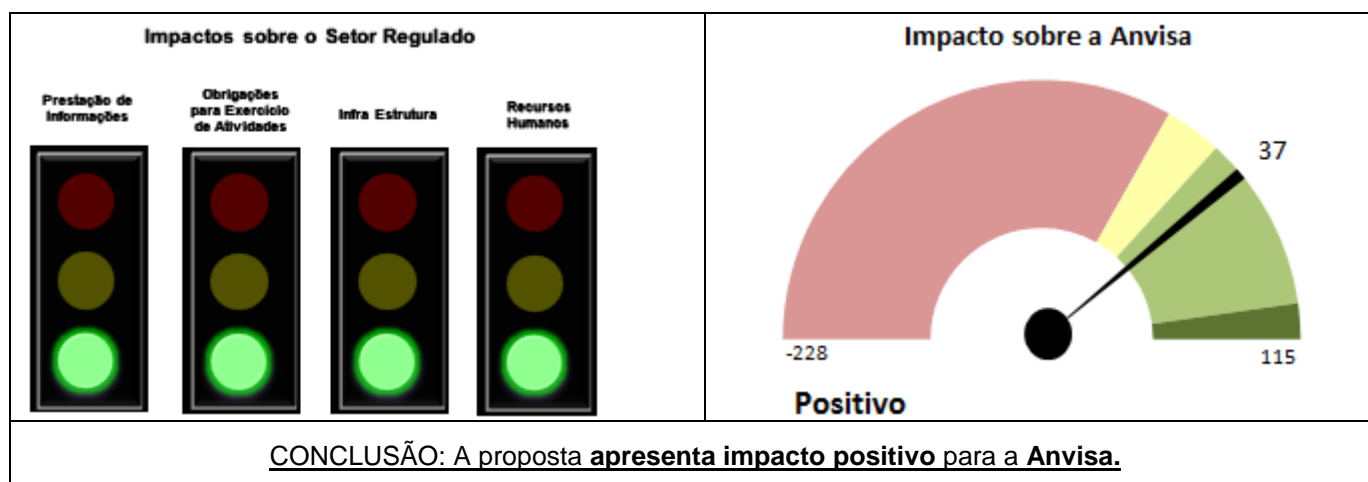 Impactos sobre o Setor Regulado
Prestação de
Informações
Obrigações
para Exercício
de Atividades
Infra Estrutura
Recursos
Humanos
Impacto sobre a Anvisa
37
-228
115
Positivo
CONCLUSÃO: A proposta apresenta impacto positivo para a Anvisa.